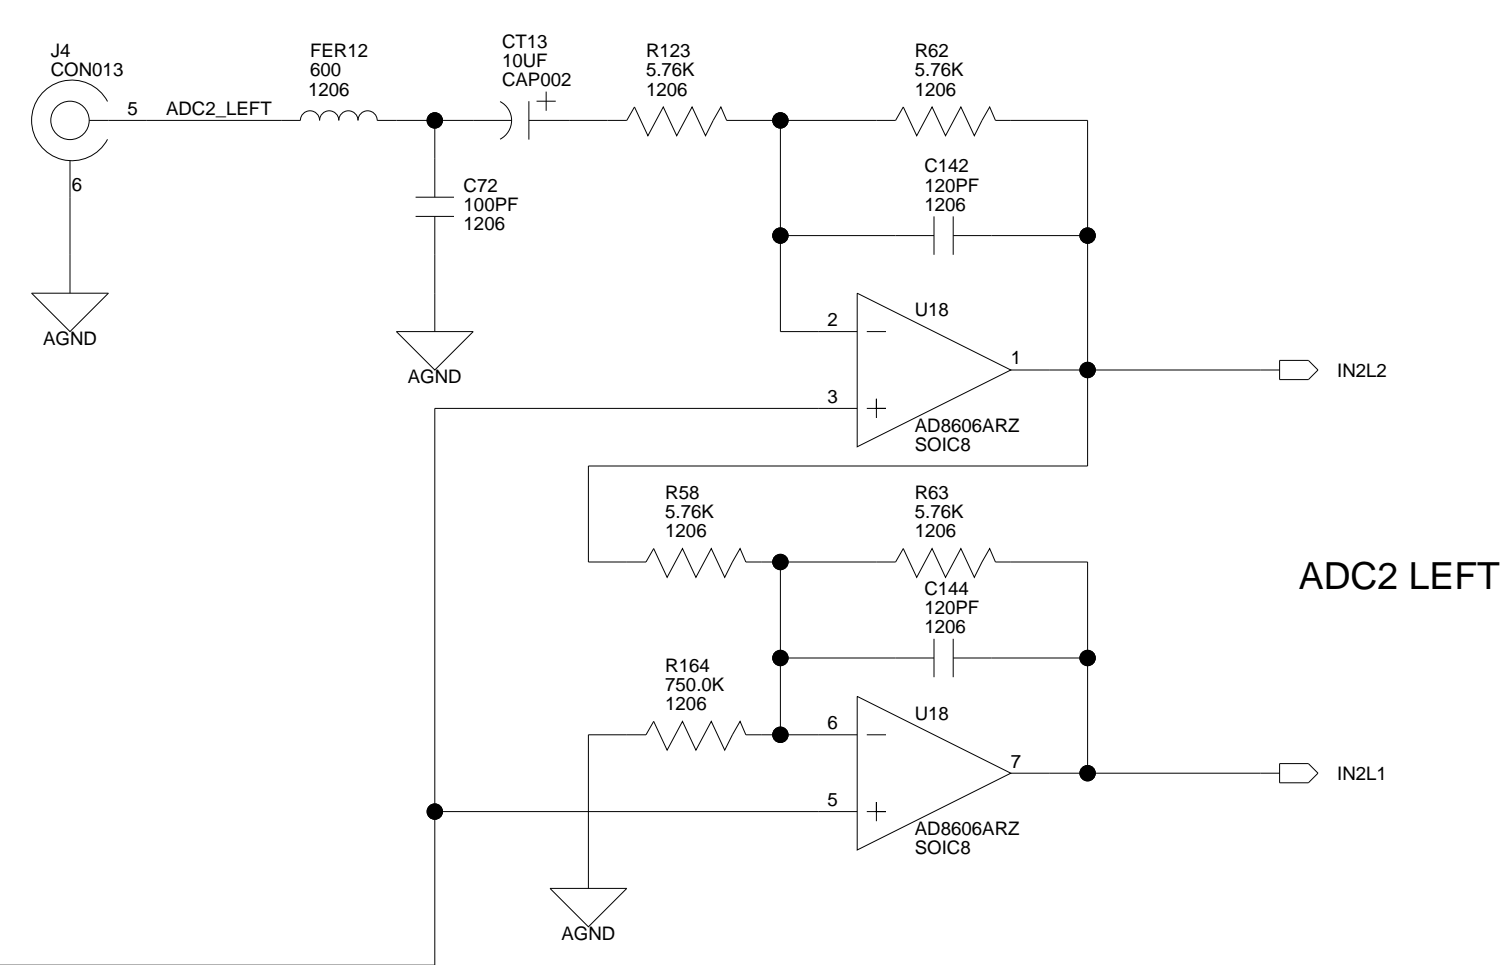 J4
CON013
5
ADC2_LEFT
6
AGND
FER12
600
1206
CT13
10UF
CAP002
+
C72
100PF
1206
AGND
R123
5.76K
1206
R62
5.76K
1206
C142
120PF
1206
U18
2
−
3
+
1
AD8606ARZ
SOIC8
IN2L2
R58
5.76K
1206
R63
5.76K
1206
C144
120PF
1206
ADC2 LEFT
R164
750.0K
1206
AGND
U18
6
−
5
+
7
AD8606ARZ
SOIC8
IN2L1